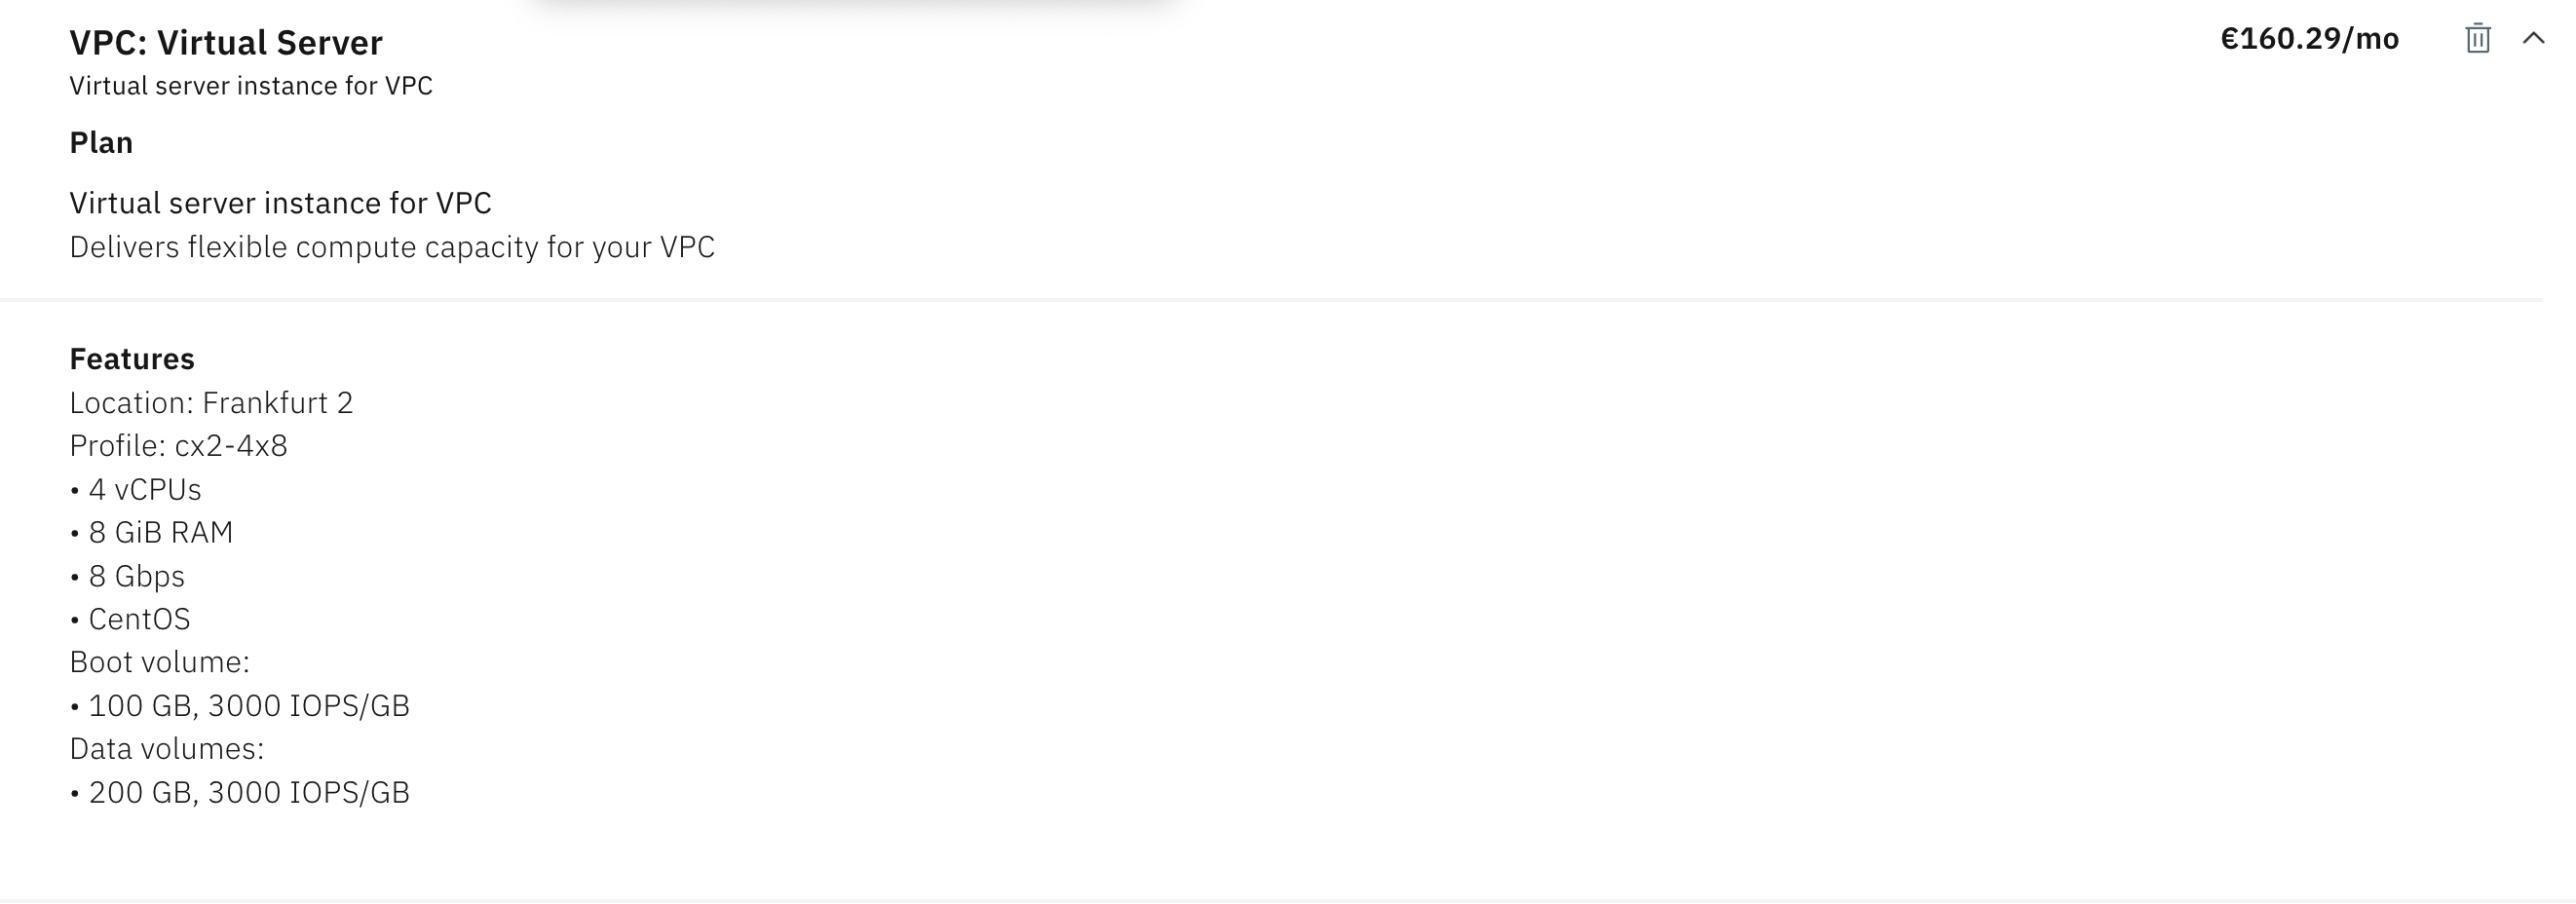 VPC: Virtual Server
€160.29/mo
Virtual server instance for VPC
Plan
Virtual server instance for VPC
Delivers flexible compute capacity for your VPC
Features
Location: Frankfurt 2
Profile: cx2-4x8
• 4 vCPUs
• 8 GiB RAM
• 8 Gbps
• CentOS
Boot volume:
• 100 GB, 3000 IOPS/GB
Data volumes:
• 200 GB, 3000 IOPS/GB